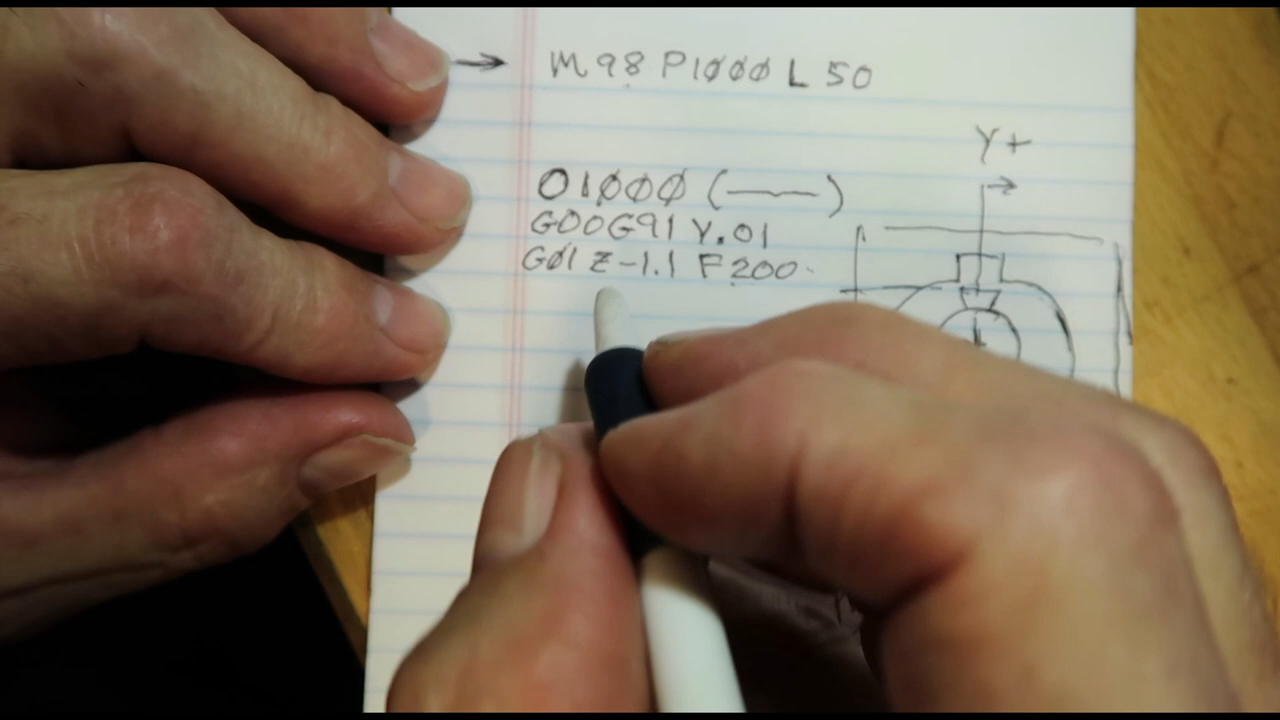 M98 P1000 L50
Y+
O1000 (———)
G00G91 Y.01
G01 Z-1.1 F200.